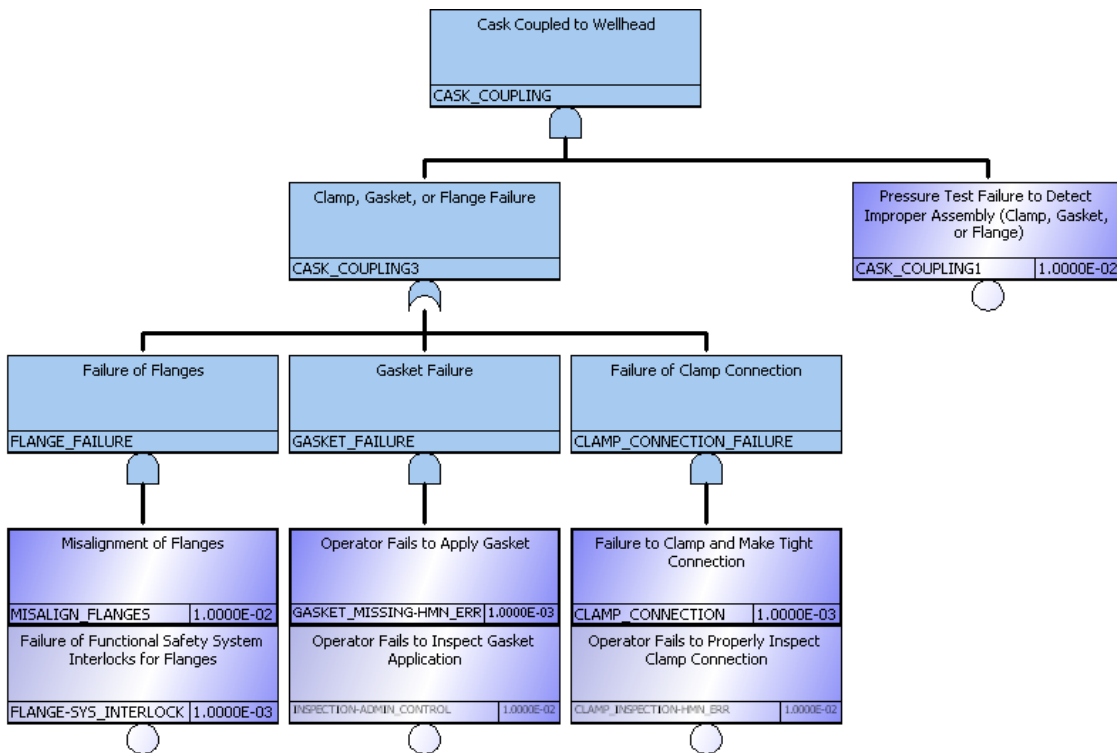 Cask Coupled to Wellhead
CASK_COUPLING
Clamp, Gasket, or Flange Failure
CASK_COUPLING3
Pressure Test Failure to Detect
Improper Assembly (Clamp, Gasket,
or Flange)
CASK_COUPLING1 1.0000E-02
Failure of Flanges
FLANGE_FAILURE
Gasket Failure
GASKET_FAILURE
Failure of Clamp Connection
CLAMP_CONNECTION_FAILURE
Misalignment of Flanges
MISALIGN_FLANGES 1.0000E-02
Failure of Functional Safety System
Interlocks for Flanges
FLANGE-SYS_INTERLOCK 1.0000E-03
Operator Fails to Apply Gasket
GASKET_MISSING-HMN_ERR 1.0000E-03
Operator Fails to Inspect Gasket
Application
INSPECTION-ADMIN_CONTROL 1.0000E-02
Failure to Clamp and Make Tight
Connection
CLAMP_CONNECTION 1.0000E-03
Operator Fails to Properly Inspect
Clamp Connection
CLAMP_INSPECTION-HMN_ERR 1.0000E-02